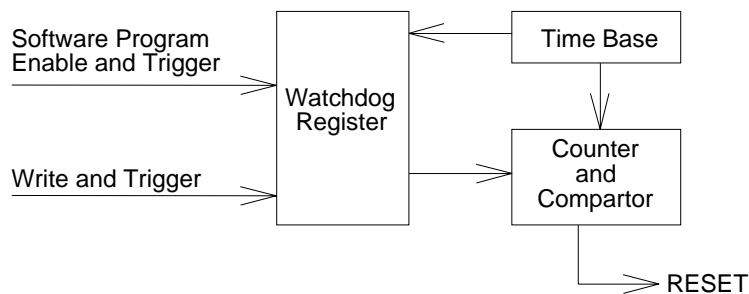 Software Program
Enable and Trigger
Write and Trigger
Watchdog
Register
Time Base
Counter
and
Compartor
RESET